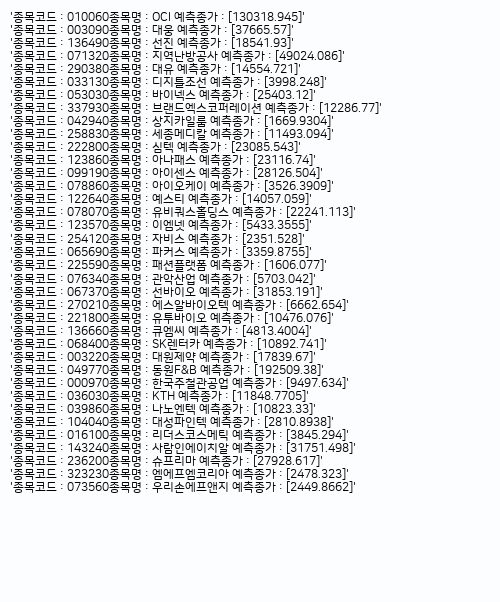 '종목코드 : 010060종목명 : OCI 예측종가 : [130318.945]'
'종목코드 : 003090종목명 : 대웅 예측종가 : [37665.57]'
'종목코드 : 136490종목명 : 선진 예측종가 : [18541.93]'
'종목코드 : 071320종목명 : 지역난방공사 예측종가 : [49024.086]'
'종목코드 : 290380종목명 : 대유 예측종가 : [14554.721]'
'종목코드 : 033130종목명 : 디지틀조선 예측종가 : [3998.248]'
'종목코드 : 053030종목명 : 바이넥스 예측종가 : [25403.12]'
'종목코드 : 337930종목명 : 브랜드엑스코퍼레이션 예측종가 : [12286.77]'
'종목코드 : 042940종목명 : 상지카일룸 예측종가 : [1669.9304]'
'종목코드 : 258830종목명 : 세종메디칼 예측종가 : [11493.094]'
'종목코드 : 222800종목명 : 심텍 예측종가 : [23085.543]'
'종목코드 : 123860종목명 : 아나패스 예측종가 : [23116.74]'
'종목코드 : 099190종목명 : 아이센스 예측종가 : [28126.504]'
'종목코드 : 078860종목명 : 아이오케이 예측종가 : [3526.3909]'
'종목코드 : 122640종목명 : 예스티 예측종가 : [14057.059]'
'종목코드 : 078070종목명 : 유비쿼스홀딩스 예측종가 : [22241.113]'
'종목코드 : 123570종목명 : 이엠넷 예측종가 : [5433.3555]'
'종목코드 : 254120종목명 : 자비스 예측종가 : [2351.528]'
'종목코드 : 065690종목명 : 파커스 예측종가 : [3359.8755]'
'종목코드 : 225590종목명 : 패션플랫폼 예측종가 : [1606.077]'
'종목코드 : 076340종목명 : 관악산업 예측종가 : [5703.042]'
'종목코드 : 067370종목명 : 선바이오 예측종가 : [31853.191]'
'종목코드 : 270210종목명 : 에스알바이오텍 예측종가 : [6662.654]'
'종목코드 : 221800종목명 : 유투바이오 예측종가 : [10476.076]'
'종목코드 : 136660종목명 : 큐엠씨 예측종가 : [4813.4004]'
'종목코드 : 068400종목명 : SK렌터카 예측종가 : [10892.741]'
'종목코드 : 003220종목명 : 대원제약 예측종가 : [17839.67]'
'종목코드 : 049770종목명 : 동원F&B 예측종가 : [192509.38]'
'종목코드 : 000970종목명 : 한국주철관공업 예측종가 : [9497.634]'
'종목코드 : 036030종목명 : KTH 예측종가 : [11848.7705]'
'종목코드 : 039860종목명 : 나노엔텍 예측종가 : [10823.33]'
'종목코드 : 104040종목명 : 대성파인텍 예측종가 : [2810.8938]'
'종목코드 : 016100종목명 : 리더스코스메틱 예측종가 : [3845.294]'
'종목코드 : 143240종목명 : 사람인에이치알 예측종가 : [31751.498]'
'종목코드 : 236200종목명 : 슈프리마 예측종가 : [27928.617]'
'종목코드 : 323230종목명 : 엠에프엠코리아 예측종가 : [2478.323]'
'종목코드 : 073560종목명 : 우리손에프앤지 예측종가 : [2449.8662]'